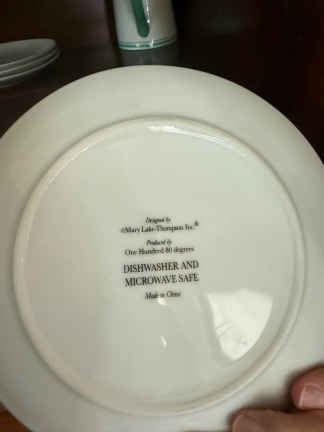 Designed by
©Mary Lake-Thompson Inc.®
Produced by
One Hundred 80 degrees
DISHWASHER AND
MICROWAVE SAFE
Made in China